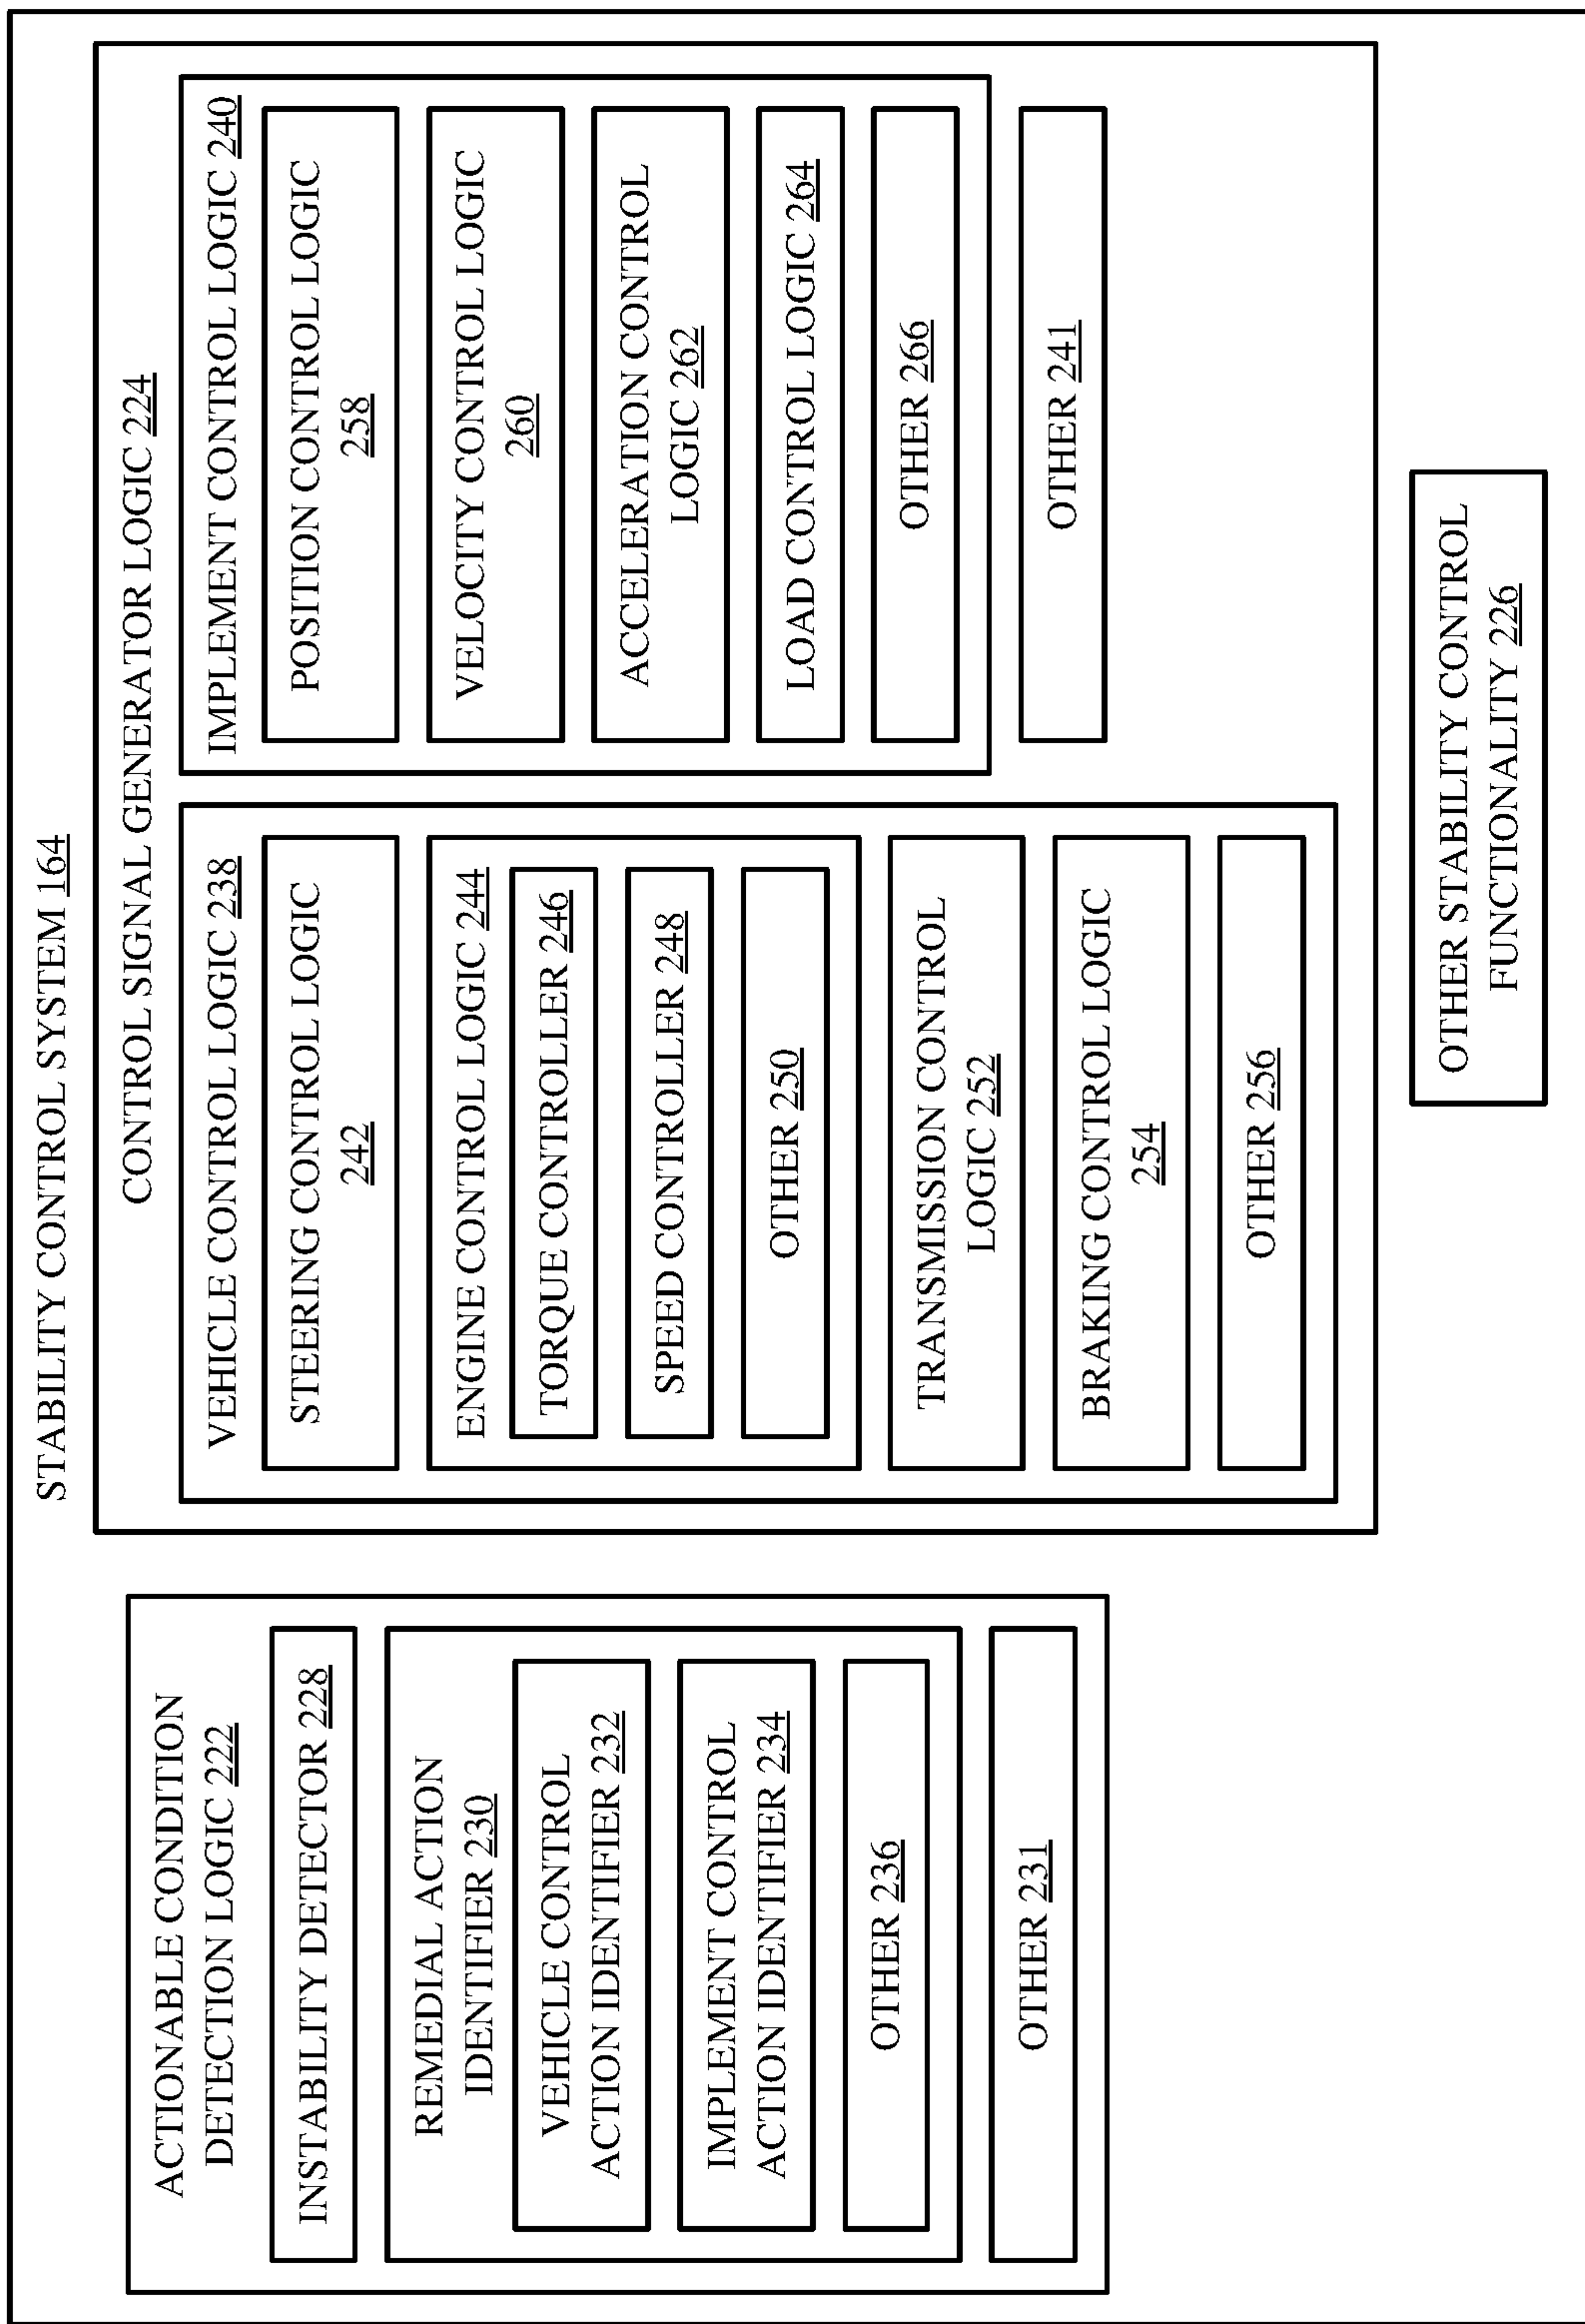 STABILITY CONTROL SYSTEM 164
ACTIONABLE CONDITION
DETECTION LOGIC 222
INSTABILITY DETECTOR 228
REMEDIAL ACTION
IDENTIFIER 230
VEHICLE CONTROL
ACTION IDENTIFIER 232
IMPLEMENT CONTROL
ACTION IDENTIFIER 234
OTHER 236
OTHER 231
CONTROL SIGNAL GENERATOR LOGIC 224
VEHICLE CONTROL LOGIC 238
STEERING CONTROL LOGIC
242
ENGINE CONTROL LOGIC 244
TORQUE CONTROLLER 246
SPEED CONTROLLER 248
OTHER 250
TRANSMISSION CONTROL
LOGIC 252
BRAKING CONTROL LOGIC
254
OTHER 256
IMPLEMENT CONTROL LOGIC 240
POSITION CONTROL LOGIC
258
VELOCITY CONTROL LOGIC
260
ACCELERATION CONTROL
LOGIC 262
LOAD CONTROL LOGIC 264
OTHER 266
OTHER 241
OTHER STABILITY CONTROL
FUNCTIONALITY 226